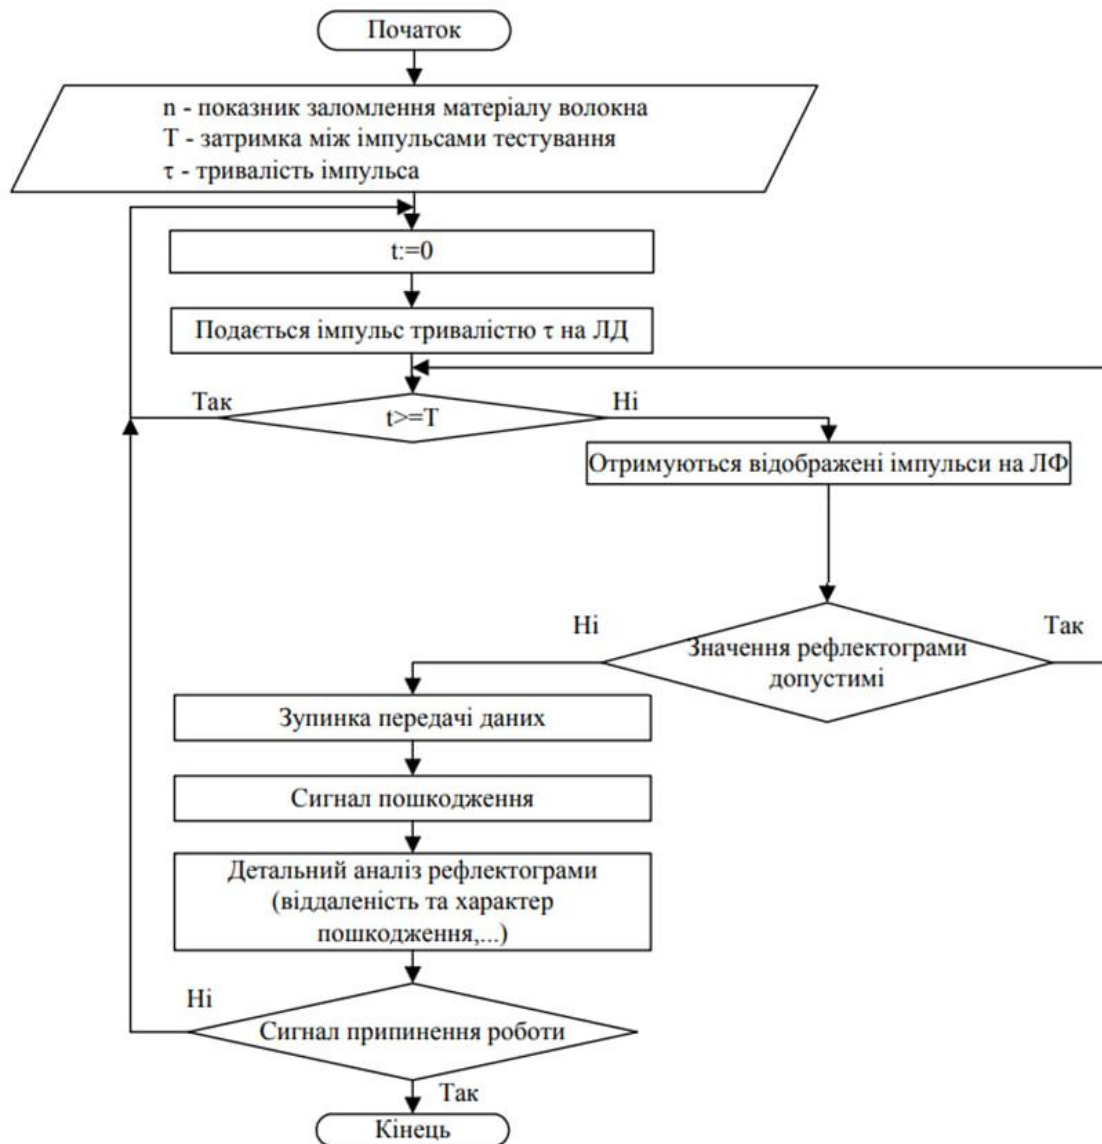 Початок
n - показник заломлення матеріалу волокна
T - затримка між імпульсами тестування
τ - тривалість імпульса
t:=0
Подається імпульс тривалістю τ на ЛД
Так
t>=T
Ні
Отримуються відображені імпульси на ЛФ
Ні
Значення рефлектограми
допустимі
Так
Зупинка передачі даних
Сигнал пошкодження
Детальний аналіз рефлектограми
(віддаленість та характер
пошкодження,...)
Ні
Сигнал припинення роботи
Так
Кінець